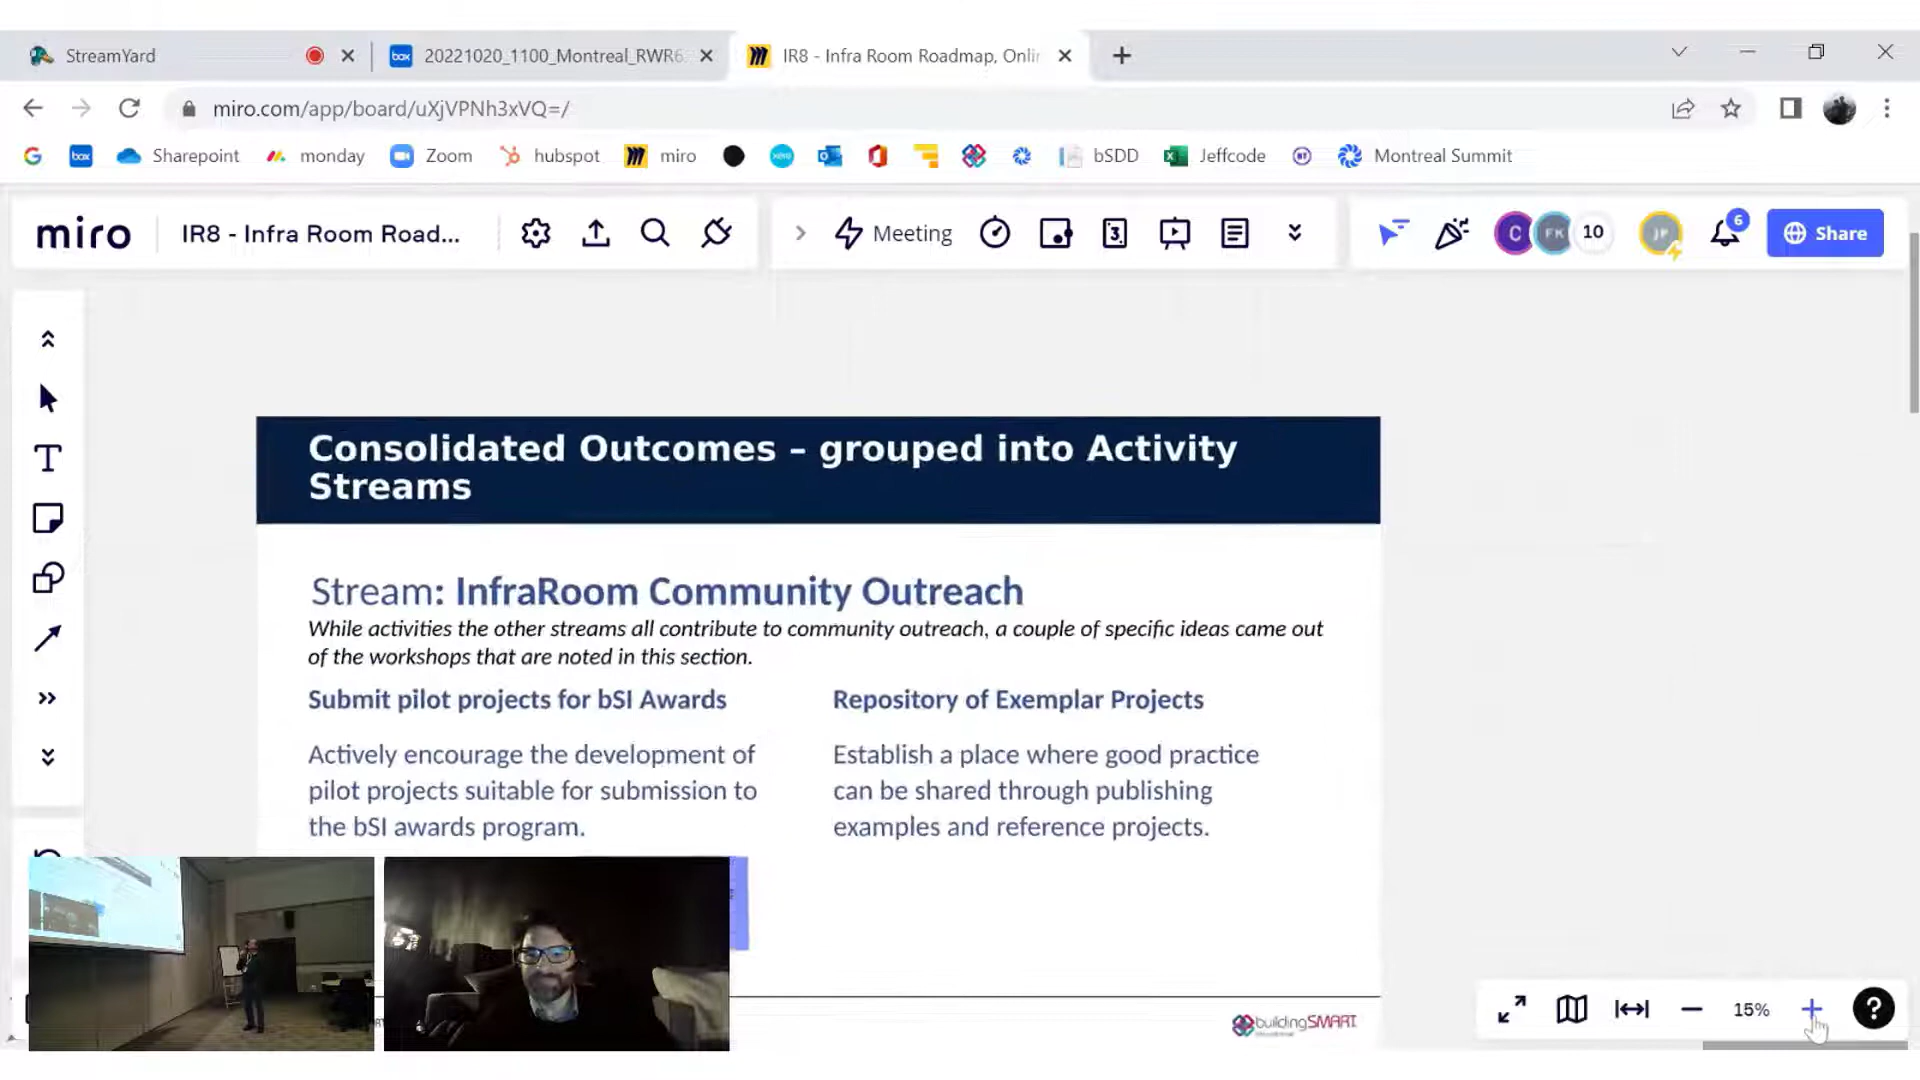 StreamYard
20221020_1100_Montreal_RWR6
IR8 - Infra Room Roadmap, Onli
miro.com/app/board/uXjVPNh3xVQ=/
Sharepoint
monday
Zoom
hubspot
miro
bSDD
Jeffcode
Montreal Summit
miro
IR8 - Infra Room Road...
Meeting
C
FK
10
JP
6
Share
Consolidated Outcomes – grouped into Activity
Streams
Stream: InfraRoom Community Outreach
While activities the other streams all contribute to community outreach, a couple of specific ideas came out
of the workshops that are noted in this section.
Submit pilot projects for bSI Awards
Actively encourage the development of
pilot projects suitable for submission to
the bSI awards program.
Repository of Exemplar Projects
Establish a place where good practice
can be shared through publishing
examples and reference projects.
buildingSMART
15%